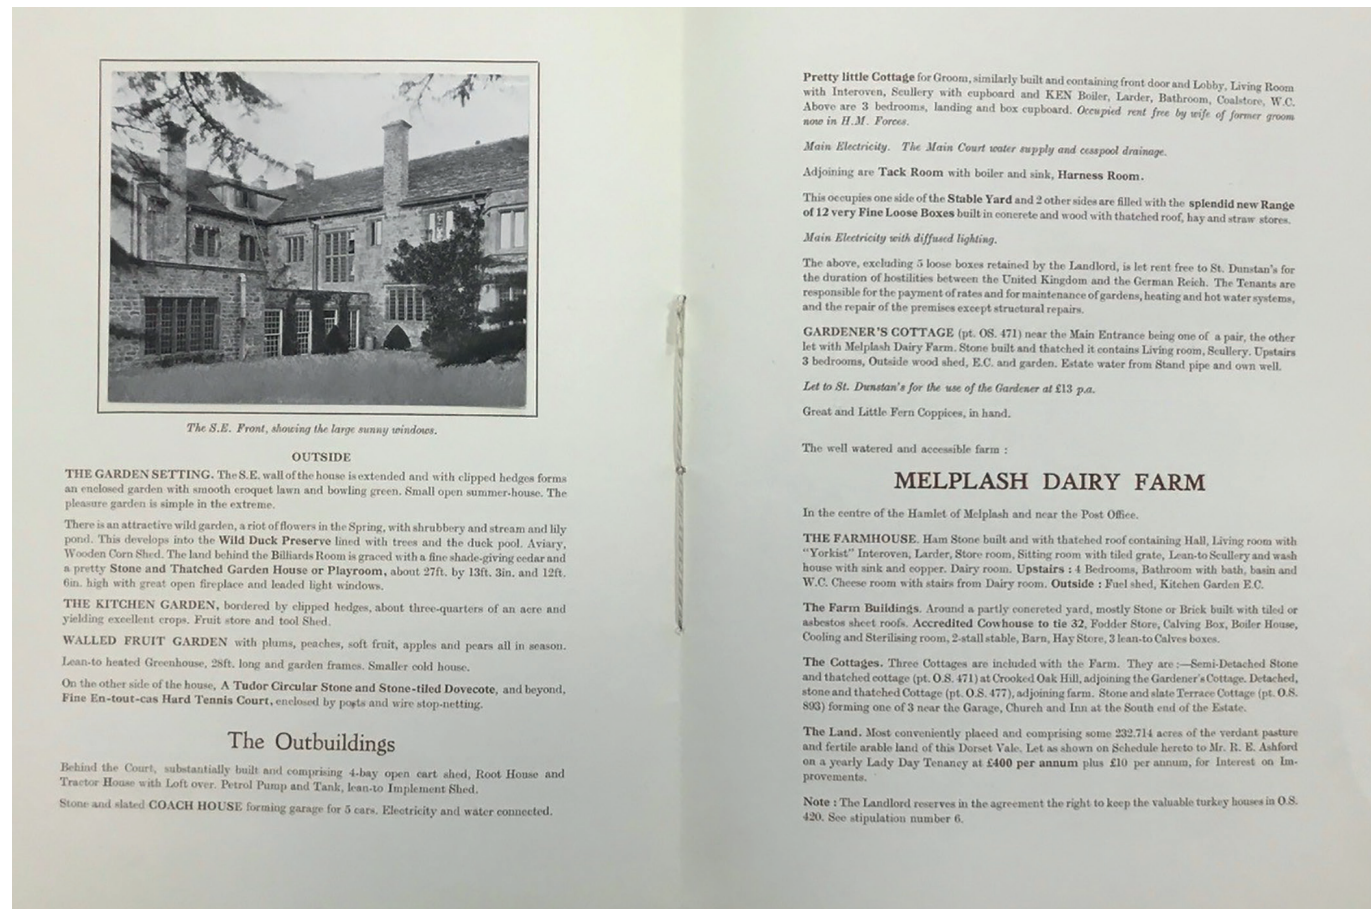 The S.E. Front, showing the large sunny windows.
OUTSIDE
THE GARDEN SETTING. The S.E. wall of the house is extended and with clipped hedges forms
an enclosed garden with smooth croquet lawn and bowling green. Small open summer-house. The
pleasure garden is simple in the extreme.
There is an attractive wild garden, a riot of flowers in the Spring, with shrubbery and stream and lily
pond. This develops into the Wild Duck Preserve lined with trees and the duck pool. Aviary,
Wooden Corn Shed. The land behind the Billiards Room is graced with a fine shade-giving cedar and
a pretty Stone and Thatched Garden House or Playroom, about 27ft. by 13ft. 3in. and 12ft.
6in. high with great open fireplace and leaded light windows.
THE KITCHEN GARDEN, bordered by clipped hedges, about three-quarters of an acre and
yielding excellent crops. Fruit store and tool Shed.
WALLED FRUIT GARDEN with plums, peaches, soft fruit, apples and pears all in season.
Lean-to heated Greenhouse, 28ft. long and garden frames. Smaller cold house.
On the other side of the house, A Tudor Circular Stone and Stone-tiled Dovecote, and beyond,
Fine En-tout-cas Hard Tennis Court, enclosed by posts and wire stop-netting.
The Outbuildings
Behind the Court, substantially built and comprising 4-bay open cart shed, Root House and
Tractor House with Loft over. Petrol Pump and Tank, lean-to Implement Shed.
Stone and slated COACH HOUSE forming garage for 5 cars. Electricity and water connected.
Pretty little Cottage for Groom, similarly built and containing front door and Lobby, Living Room
with Interoven, Scullery with cupboard and KEN Boiler, Larder, Bathroom, Coalstore, W.C.
Above are 3 bedrooms, landing and box cupboard. Occupied rent free by wife of former groom
now in H.M. Forces.
Main Electricity. The Main Court water supply and cesspool drainage.
Adjoining are Tack Room with boiler and sink, Harness Room.
This occupies one side of the Stable Yard and 2 other sides are filled with the splendid new Range
of 12 very Fine Loose Boxes built in concrete and wood with thatched roof, hay and straw stores.
Main Electricity with diffused lighting.
The above, excluding 5 loose boxes retained by the Landlord, is let rent free to St. Dunstan's for
the duration of hostilities between the United Kingdom and the German Reich. The Tenants are
responsible for the payment of rates and for maintenance of gardens, heating and hot water systems,
and the repair of the premises except structural repairs.
GARDENER'S COTTAGE (pt. OS. 471) near the Main Entrance being one of a pair, the other
let with Melplash Dairy Farm. Stone built and thatched it contains Living room, Scullery. Upstairs
3 bedrooms, Outside wood shed, E.C. and garden. Estate water from Stand pipe and own well.
Let to St. Dunstan's for the use of the Gardener at £13 p.a.
Great and Little Fern Coppices, in hand.
The well watered and accessible farm :
MELPLASH DAIRY FARM
In the centre of the Hamlet of Melplash and near the Post Office.
THE FARMHOUSE. Ham Stone built and with thatched roof containing Hall, Living room with
"Yorkist" Interoven, Larder, Store room, Sitting room with tiled grate, Lean-to Scullery and wash
house with sink and copper. Dairy room. Upstairs : 4 Bedrooms, Bathroom with bath, basin and
W.C. Cheese room with stairs from Dairy room. Outside : Fuel shed, Kitchen Garden E.C.
The Farm Buildings. Around a partly concreted yard, mostly Stone or Brick built with tiled or
asbestos sheet roofs. Accredited Cowhouse to tie 32, Fodder Store, Calving Box, Boiler House,
Cooling and Sterilising room, 2-stall stable, Barn, Hay Store, 3 lean-to Calves boxes.
The Cottages. Three Cottages are included with the Farm. They are :—Semi-Detached Stone
and thatched cottage (pt. O.S. 471) at Crooked Oak Hill, adjoining the Gardener's Cottage. Detached,
stone and thatched Cottage (pt. O.S. 477), adjoining farm. Stone and slate Terrace Cottage (pt. O.S.
893) forming one of 3 near the Garage, Church and Inn at the South end of the Estate.
The Land. Most conveniently placed and comprising some 232.714 acres of the verdant pasture
and fertile arable land of this Dorset Vale. Let as shown on Schedule hereto to Mr. R. E. Ashford
on a yearly Lady Day Tenancy at £400 per annum plus £10 per annum, for Interest on Im-
provements.
Note : The Landlord reserves in the agreement the right to keep the valuable turkey houses in O.S.
420. See stipulation number 6.